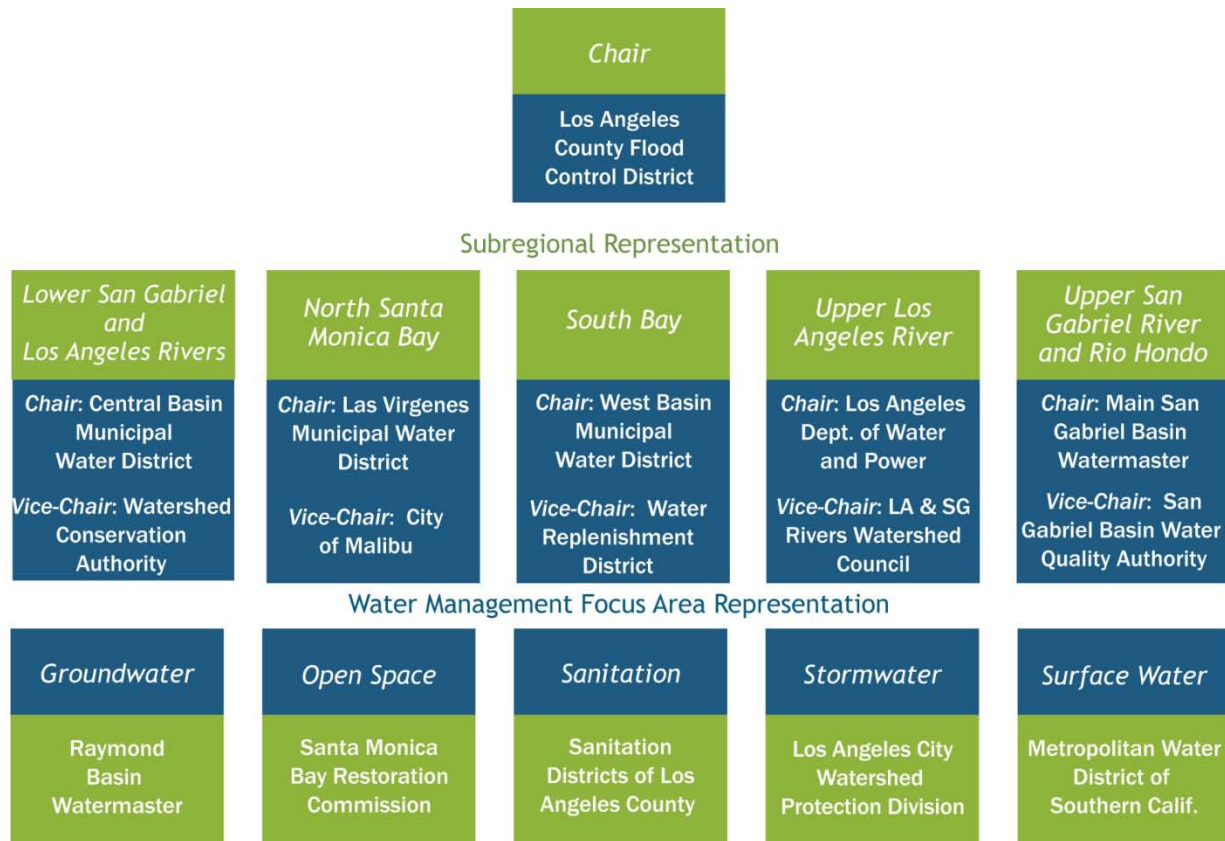 Chair
Los Angeles
County Flood
Control District
Subregional Representation
Lower San Gabriel
and
Los Angeles Rivers
Chair: Central Basin
Municipal
Water District
Vice-Chair: Watershed
Conservation
Authority
North Santa
Monica Bay
Chair: Las Virgenes
Municipal Water
District
Vice-Chair: City
of Malibu
South Bay
Chair: West Basin
Municipal
Water District
Vice-Chair: Water
Replenishment
District
Upper Los
Angeles River
Chair: Los Angeles
Dept. of Water
and Power
Vice-Chair: LA & SG
Rivers Watershed
Council
Upper San
Gabriel River
and Rio Hondo
Chair: Main San
Gabriel Basin
Watermaster
Vice-Chair: San
Gabriel Basin Water
Quality Authority
Water Management Focus Area Representation
Groundwater
Raymond
Basin
Watermaster
Open Space
Santa Monica
Bay Restoration
Commission
Sanitation
Sanitation
Districts of Los
Angeles County
Stormwater
Los Angeles City
Watershed
Protection Division
Surface Water
Metropolitan Water
District of
Southern Calif.